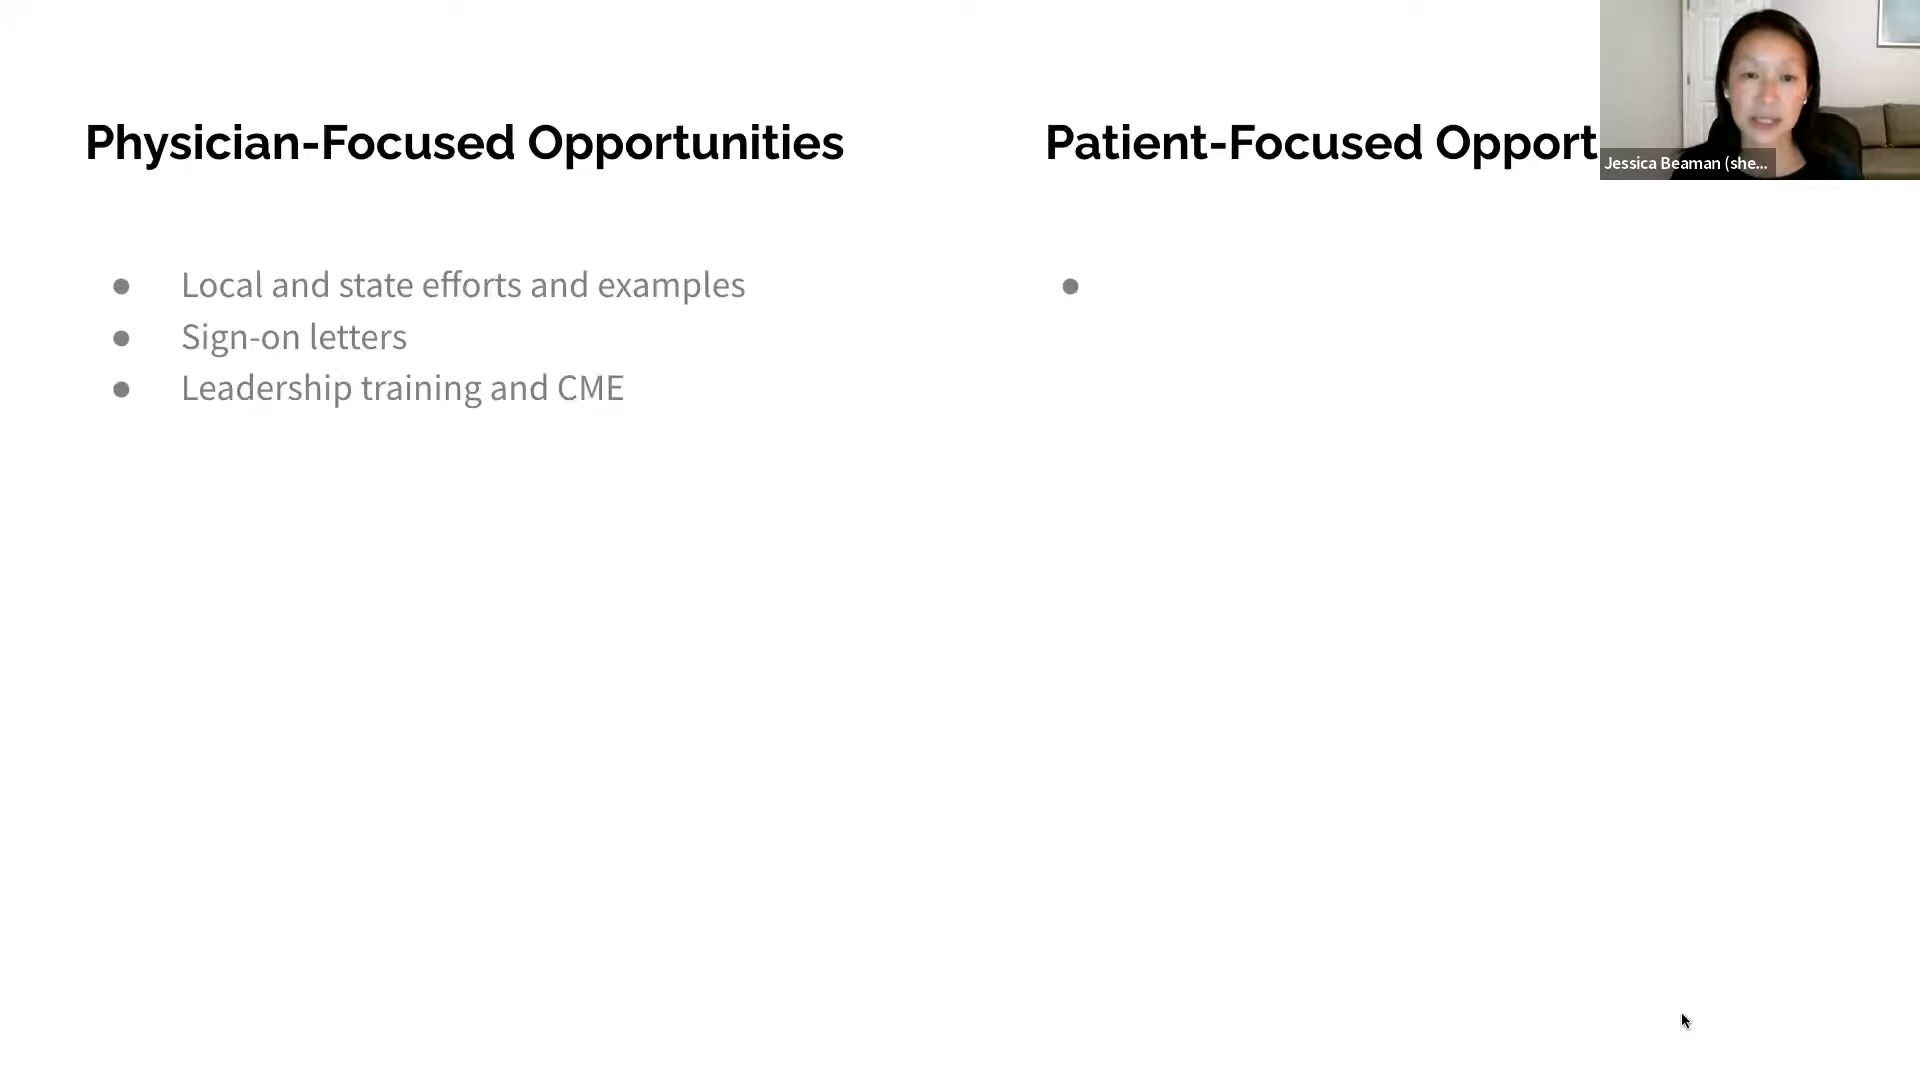 Physician-Focused Opportunities
● Local and state efforts and examples
● Sign-on letters
● Leadership training and CME
Patient-Focused Opport
●
Jessica Beaman (she...